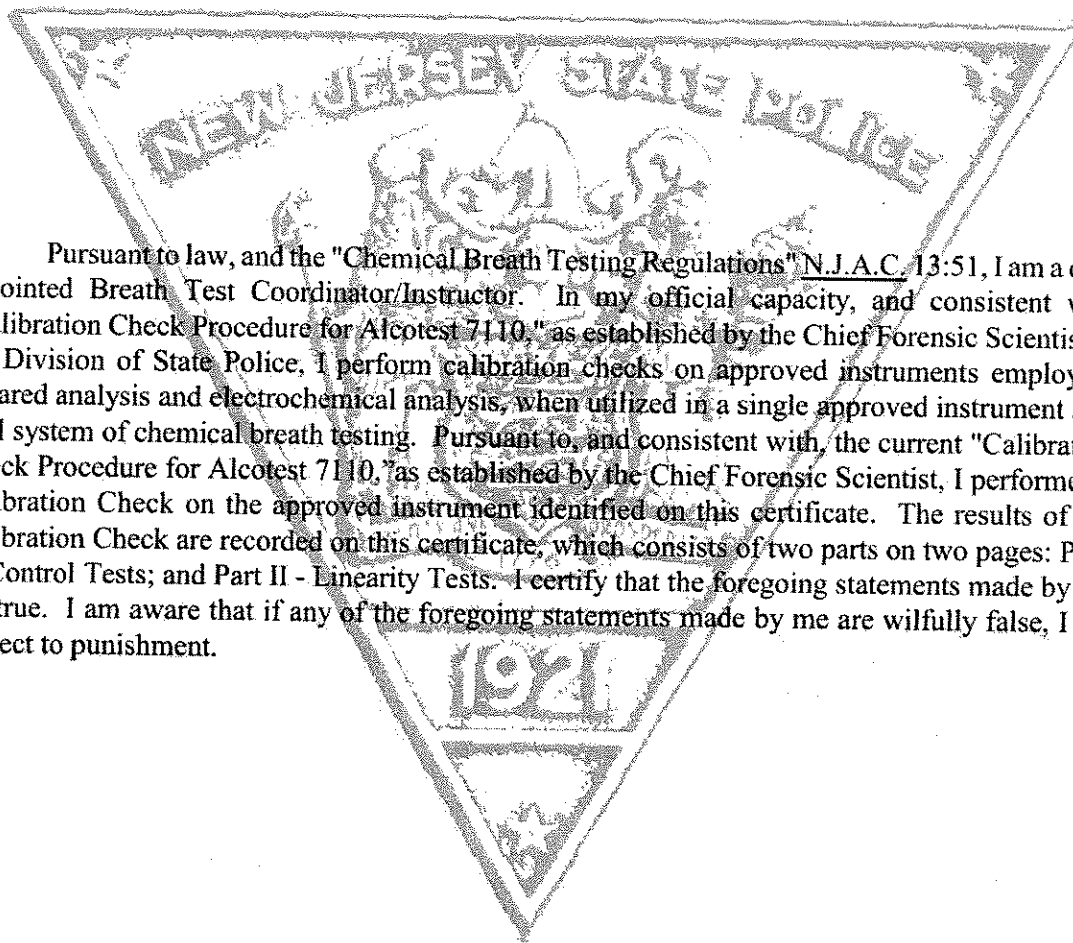 NEW JERSEY STATE POLICE
Pursuant to law, and the "Chemical Breath Testing Regulations" N.J.A.C. 13:51, I am a
ointed Breath Test Coordinator/Instructor. In my official capacity, and consistent
libration Check Procedure for Alcotest 7110," as established by the Chief Forensic Scientis
Division of State Police, I perform calibration checks on approved instruments employ
ared analysis and electrochemical analysis, when utilized in a single approved instrument
l system of chemical breath testing. Pursuant to, and consistent with, the current "Calibra
ck Procedure for Alcotest 7110," as established by the Chief Forensic Scientist, I performe
ibration Check on the approved instrument identified on this certificate. The results of
ibration Check are recorded on this certificate, which consists of two parts on two pages: P
Control Tests; and Part II - Linearity Tests. I certify that the foregoing statements made by
true. I am aware that if any of the foregoing statements made by me are wilfully false, I
ect to punishment.
1921